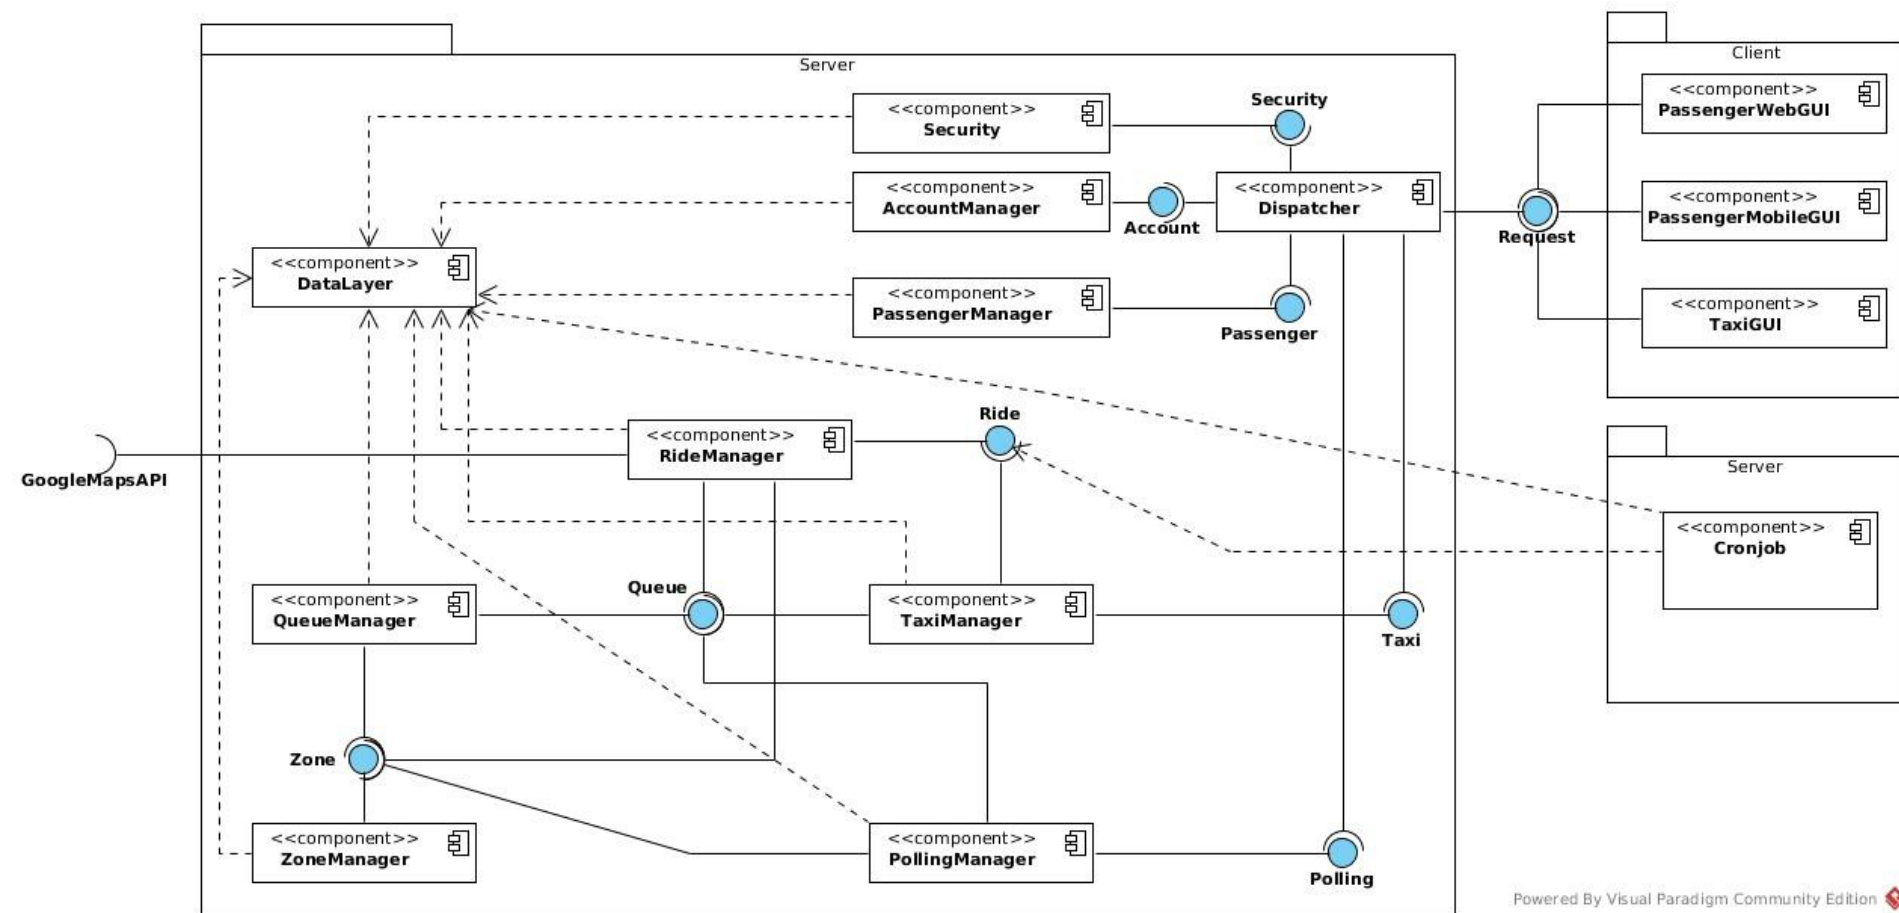 Server
Client
<<component>>
Security
Security
<<component>>
PassengerWebGUI
<<component>>
AccountManager
Account
<<component>>
Dispatcher
Request
<<component>>
PassengerMobileGUI
<<component>>
DataLayer
<<component>>
PassengerManager
Passenger
<<component>>
TaxiGUI
GoogleMapsAPI
<<component>>
RideManager
Ride
Server
<<component>>
Cronjob
<<component>>
QueueManager
Queue
<<component>>
TaxiManager
Taxi
Zone
<<component>>
ZoneManager
<<component>>
PollingManager
Polling
Powered By Visual Paradigm Community Edition